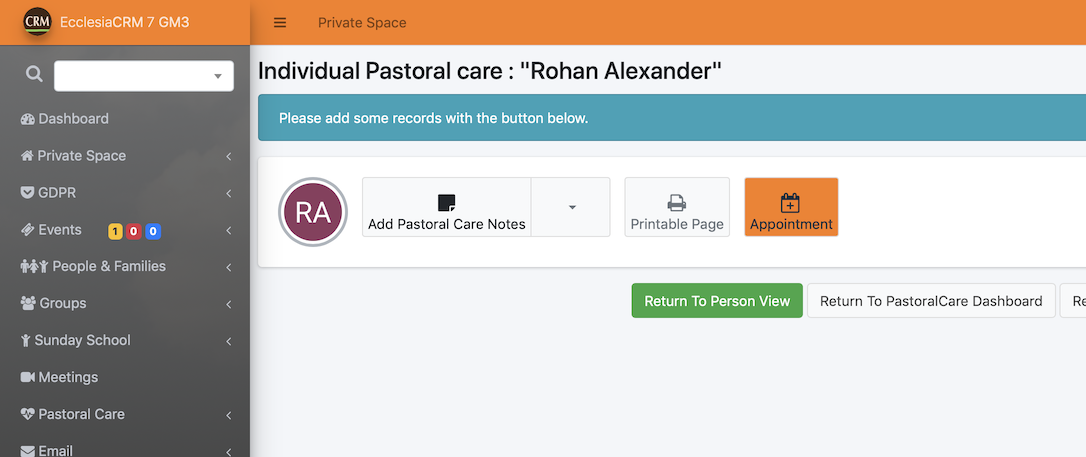 CRM EcclesiaCRM 7 GM3
Private Space
Individual Pastoral care : "Rohan Alexander"
Please add some records with the button below.
Dashboard
Private Space
GDPR
Events 1 0 0
People & Families
Groups
Sunday School
Meetings
Pastoral Care
Email
RA
Add Pastoral Care Notes
Printable Page
Appointment
Return To Person View
Return To PastoralCare Dashboard